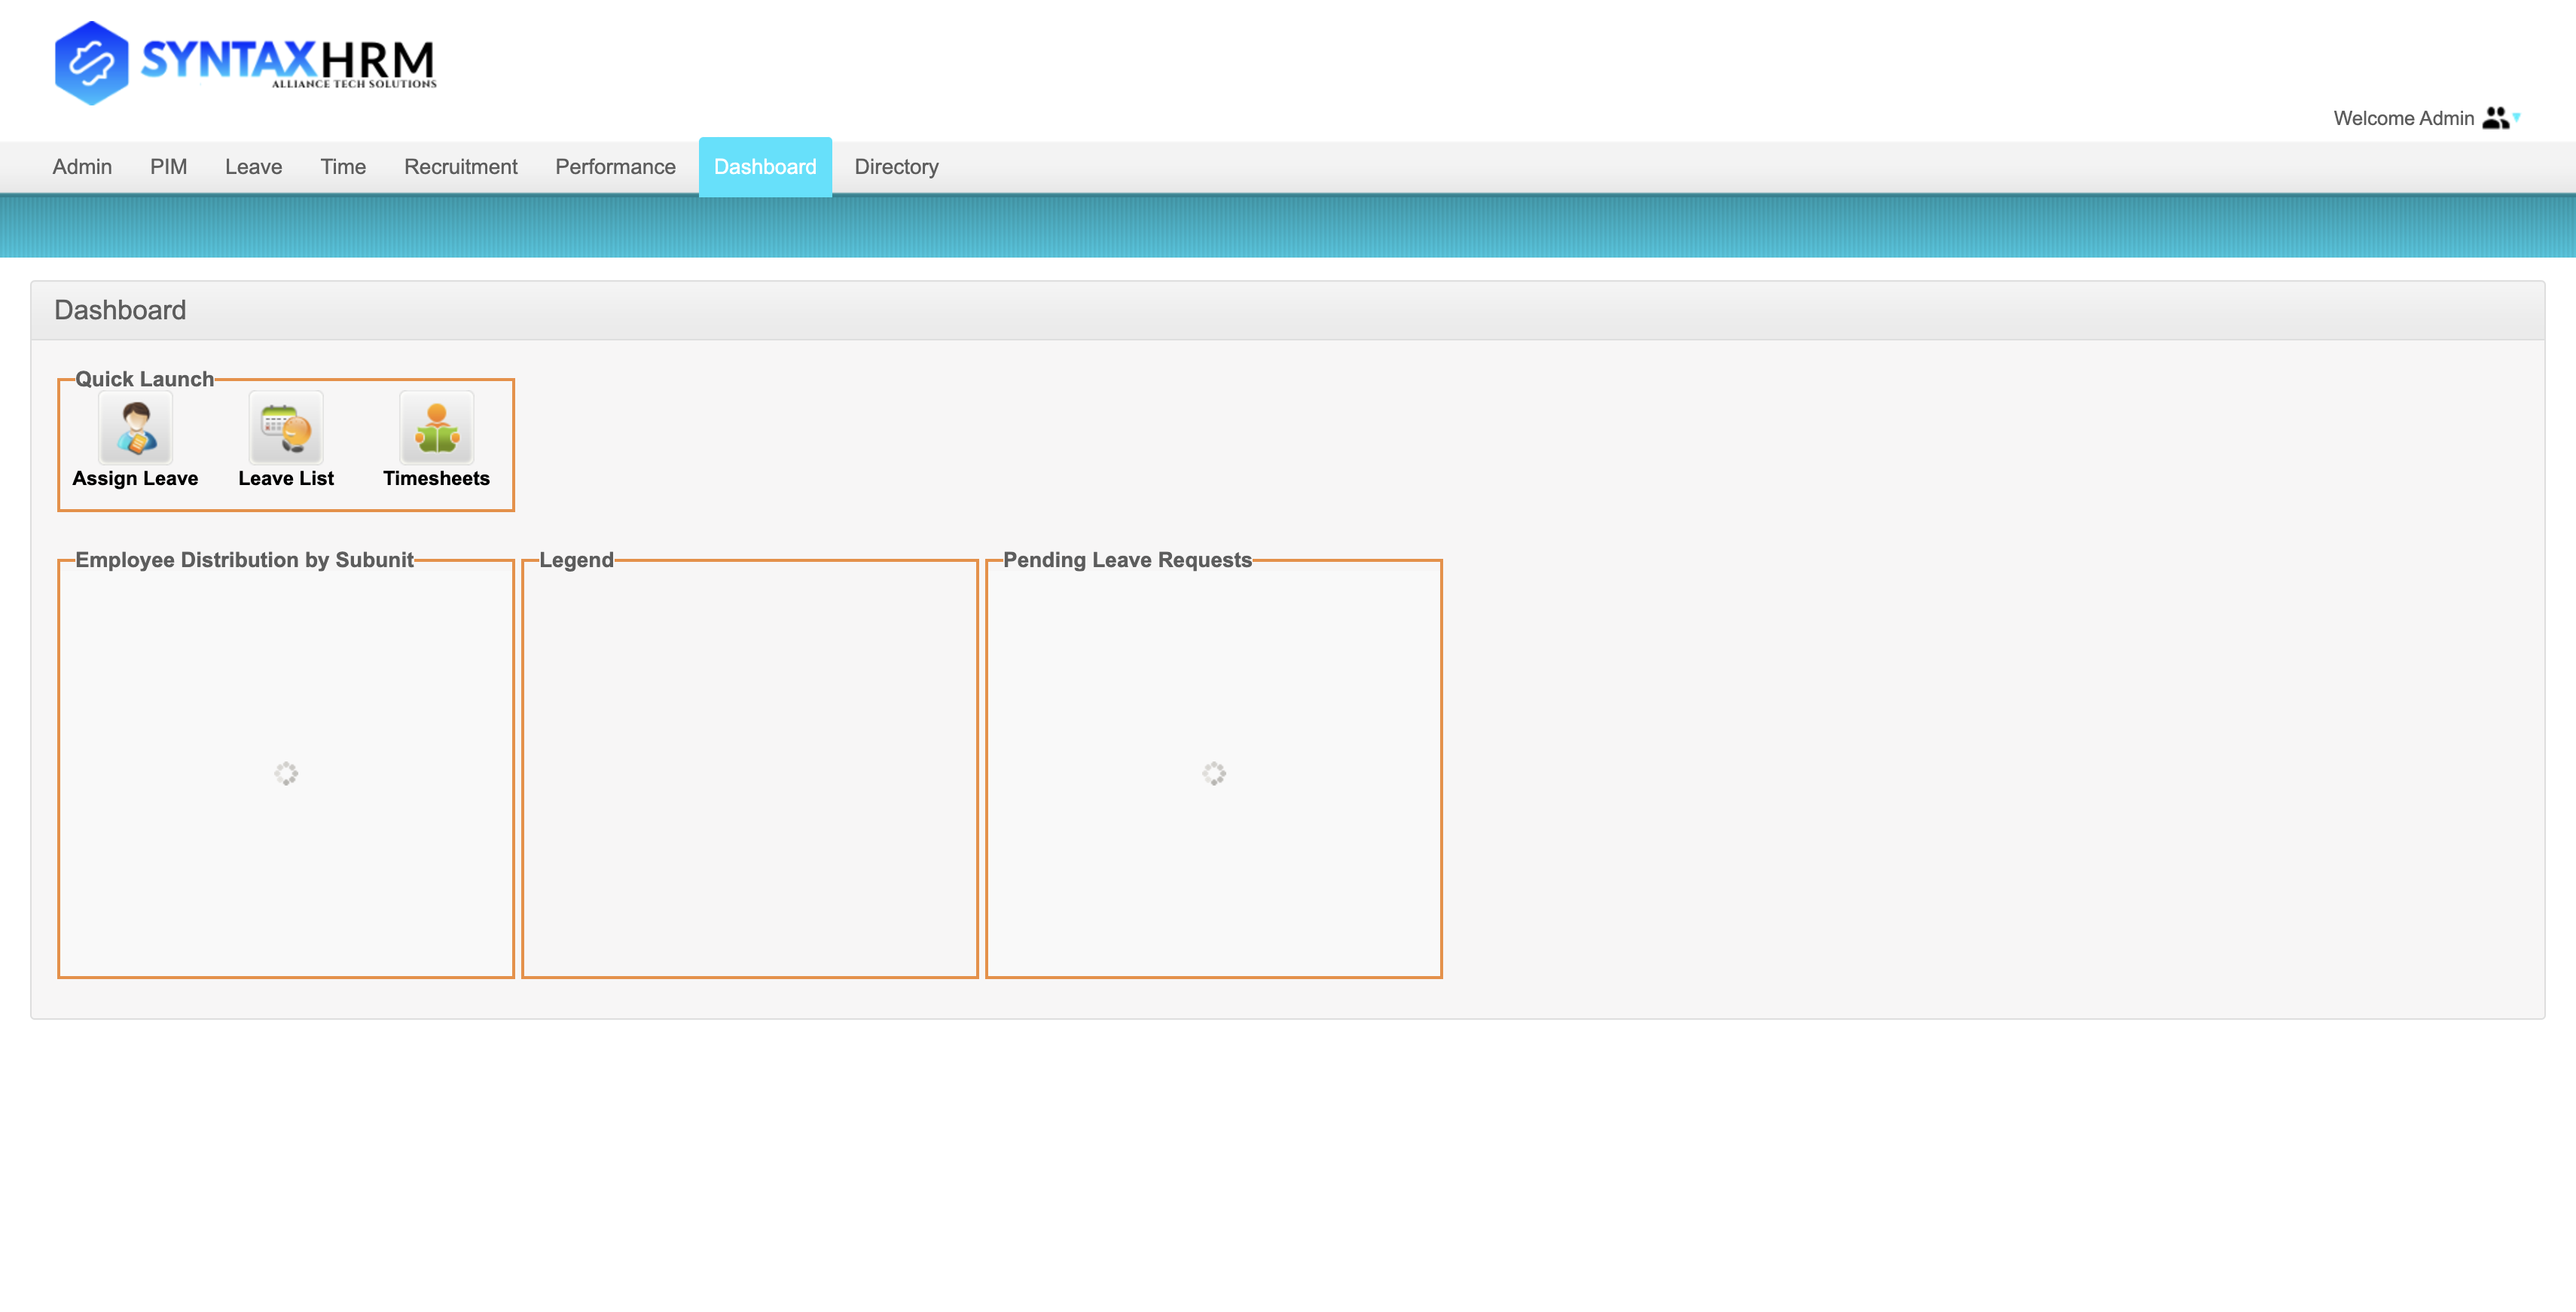 SYNTAXHRM
ALLIANCE TECH SOLUTIONS
Welcome Admin
Admin PIM Leave Time Recruitment Performance Dashboard Directory
Dashboard
Quick Launch
Assign Leave Leave List Timesheets
Employee Distribution by Subunit Legend Pending Leave Requests